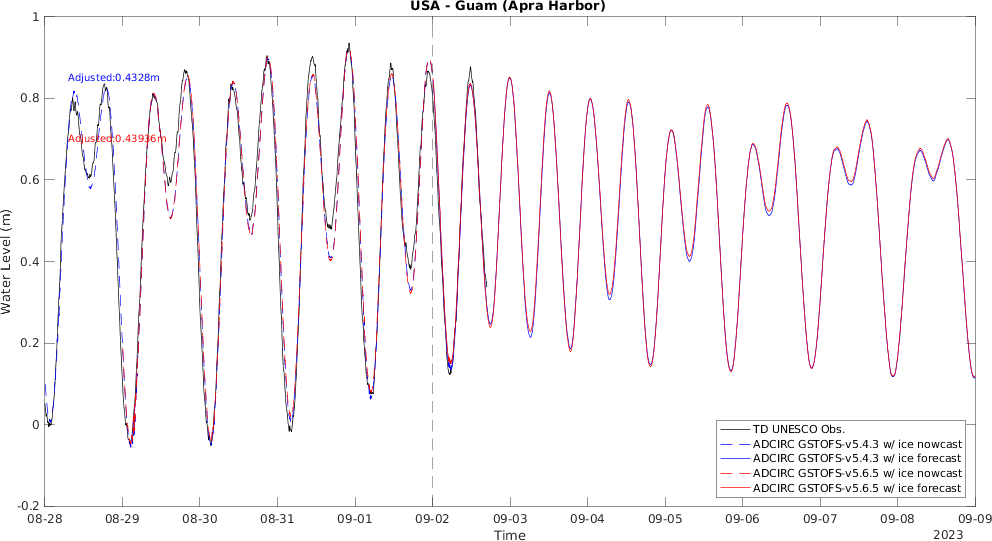 USA - Guam (Apra Harbor)
1
0.8
0.6
0.4
0.2
0
-0.2
Water Level (m)
Adjusted:0.4328m
Adjusted:0.43936m
TD UNESCO Obs.
ADCIRC GSTOFS-v5.4.3 w/ ice nowcast
ADCIRC GSTOFS-v5.4.3 w/ ice forecast
ADCIRC GSTOFS-v5.6.5 w/ ice nowcast
ADCIRC GSTOFS-v5.6.5 w/ ice forecast
08-28 08-29 08-30 08-31 09-01 09-02 09-03 09-04 09-05 09-06 09-07 09-08 09-09
Time
2023